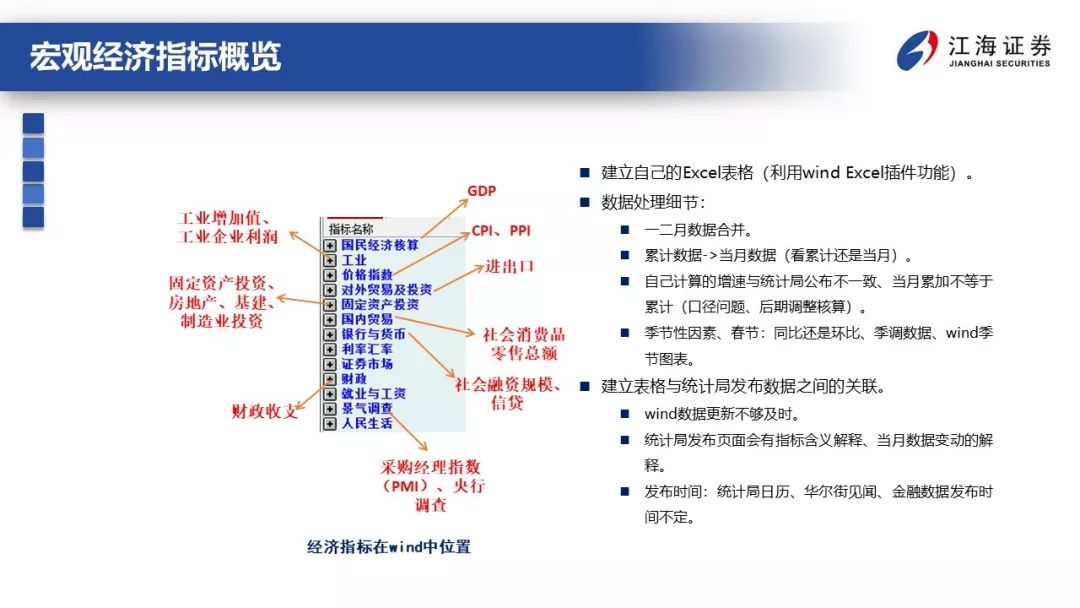 宏观经济指标概览
江海证券
JIANGHAI SECURITIES
GDP
工业增加值、
工业企业利润
CPI、PPI
进出口
固定资产投资、
房地产、基建、
制造业投资
指标名称
国民经济核算
工业
价格指数
对外贸易及投资
固定资产投资
国内贸易
银行与货币
利率汇率
证券市场
财政
就业与工资
景气调查
人民生活
社会消费品
零售总额
社会融资规模、
信贷
财政收支
采购经理指数
（PMI）、央行
调查
经济指标在wind中位置
建立自己的Excel表格（利用wind Excel插件功能）。
数据处理细节：
一二月数据合并。
累计数据->当月数据（看累计还是当月）。
自己计算的增速与统计局公布不一致、当月累加不等于
累计（口径问题、后期调整核算）。
季节性因素、春节：同比还是环比、季调数据、wind季
节图表。
建立表格与统计局发布数据之间的关联。
wind数据更新不够及时。
统计局发布页面会有指标含义解释、当月数据变动的解
释。
发布时间：统计局日历、华尔街见闻、金融数据发布时
间不定。